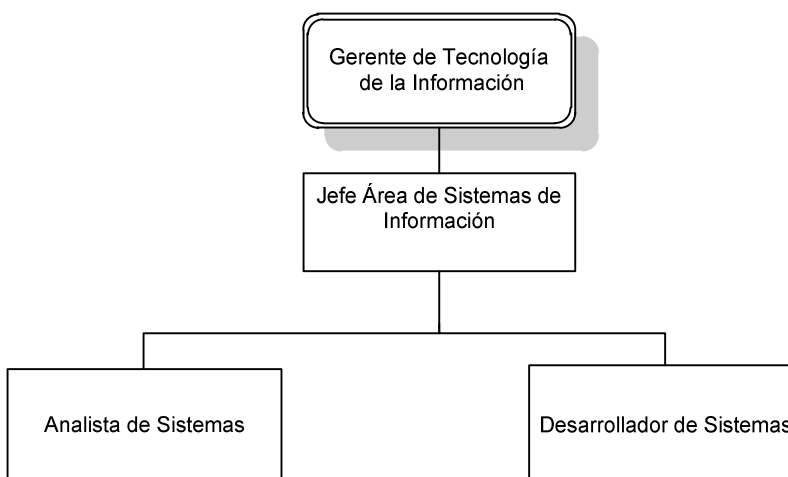 Gerente de Tecnología
de la Información
Jefe Área de Sistemas de
Información
Analista de Sistemas
Desarrollador de Sistemas